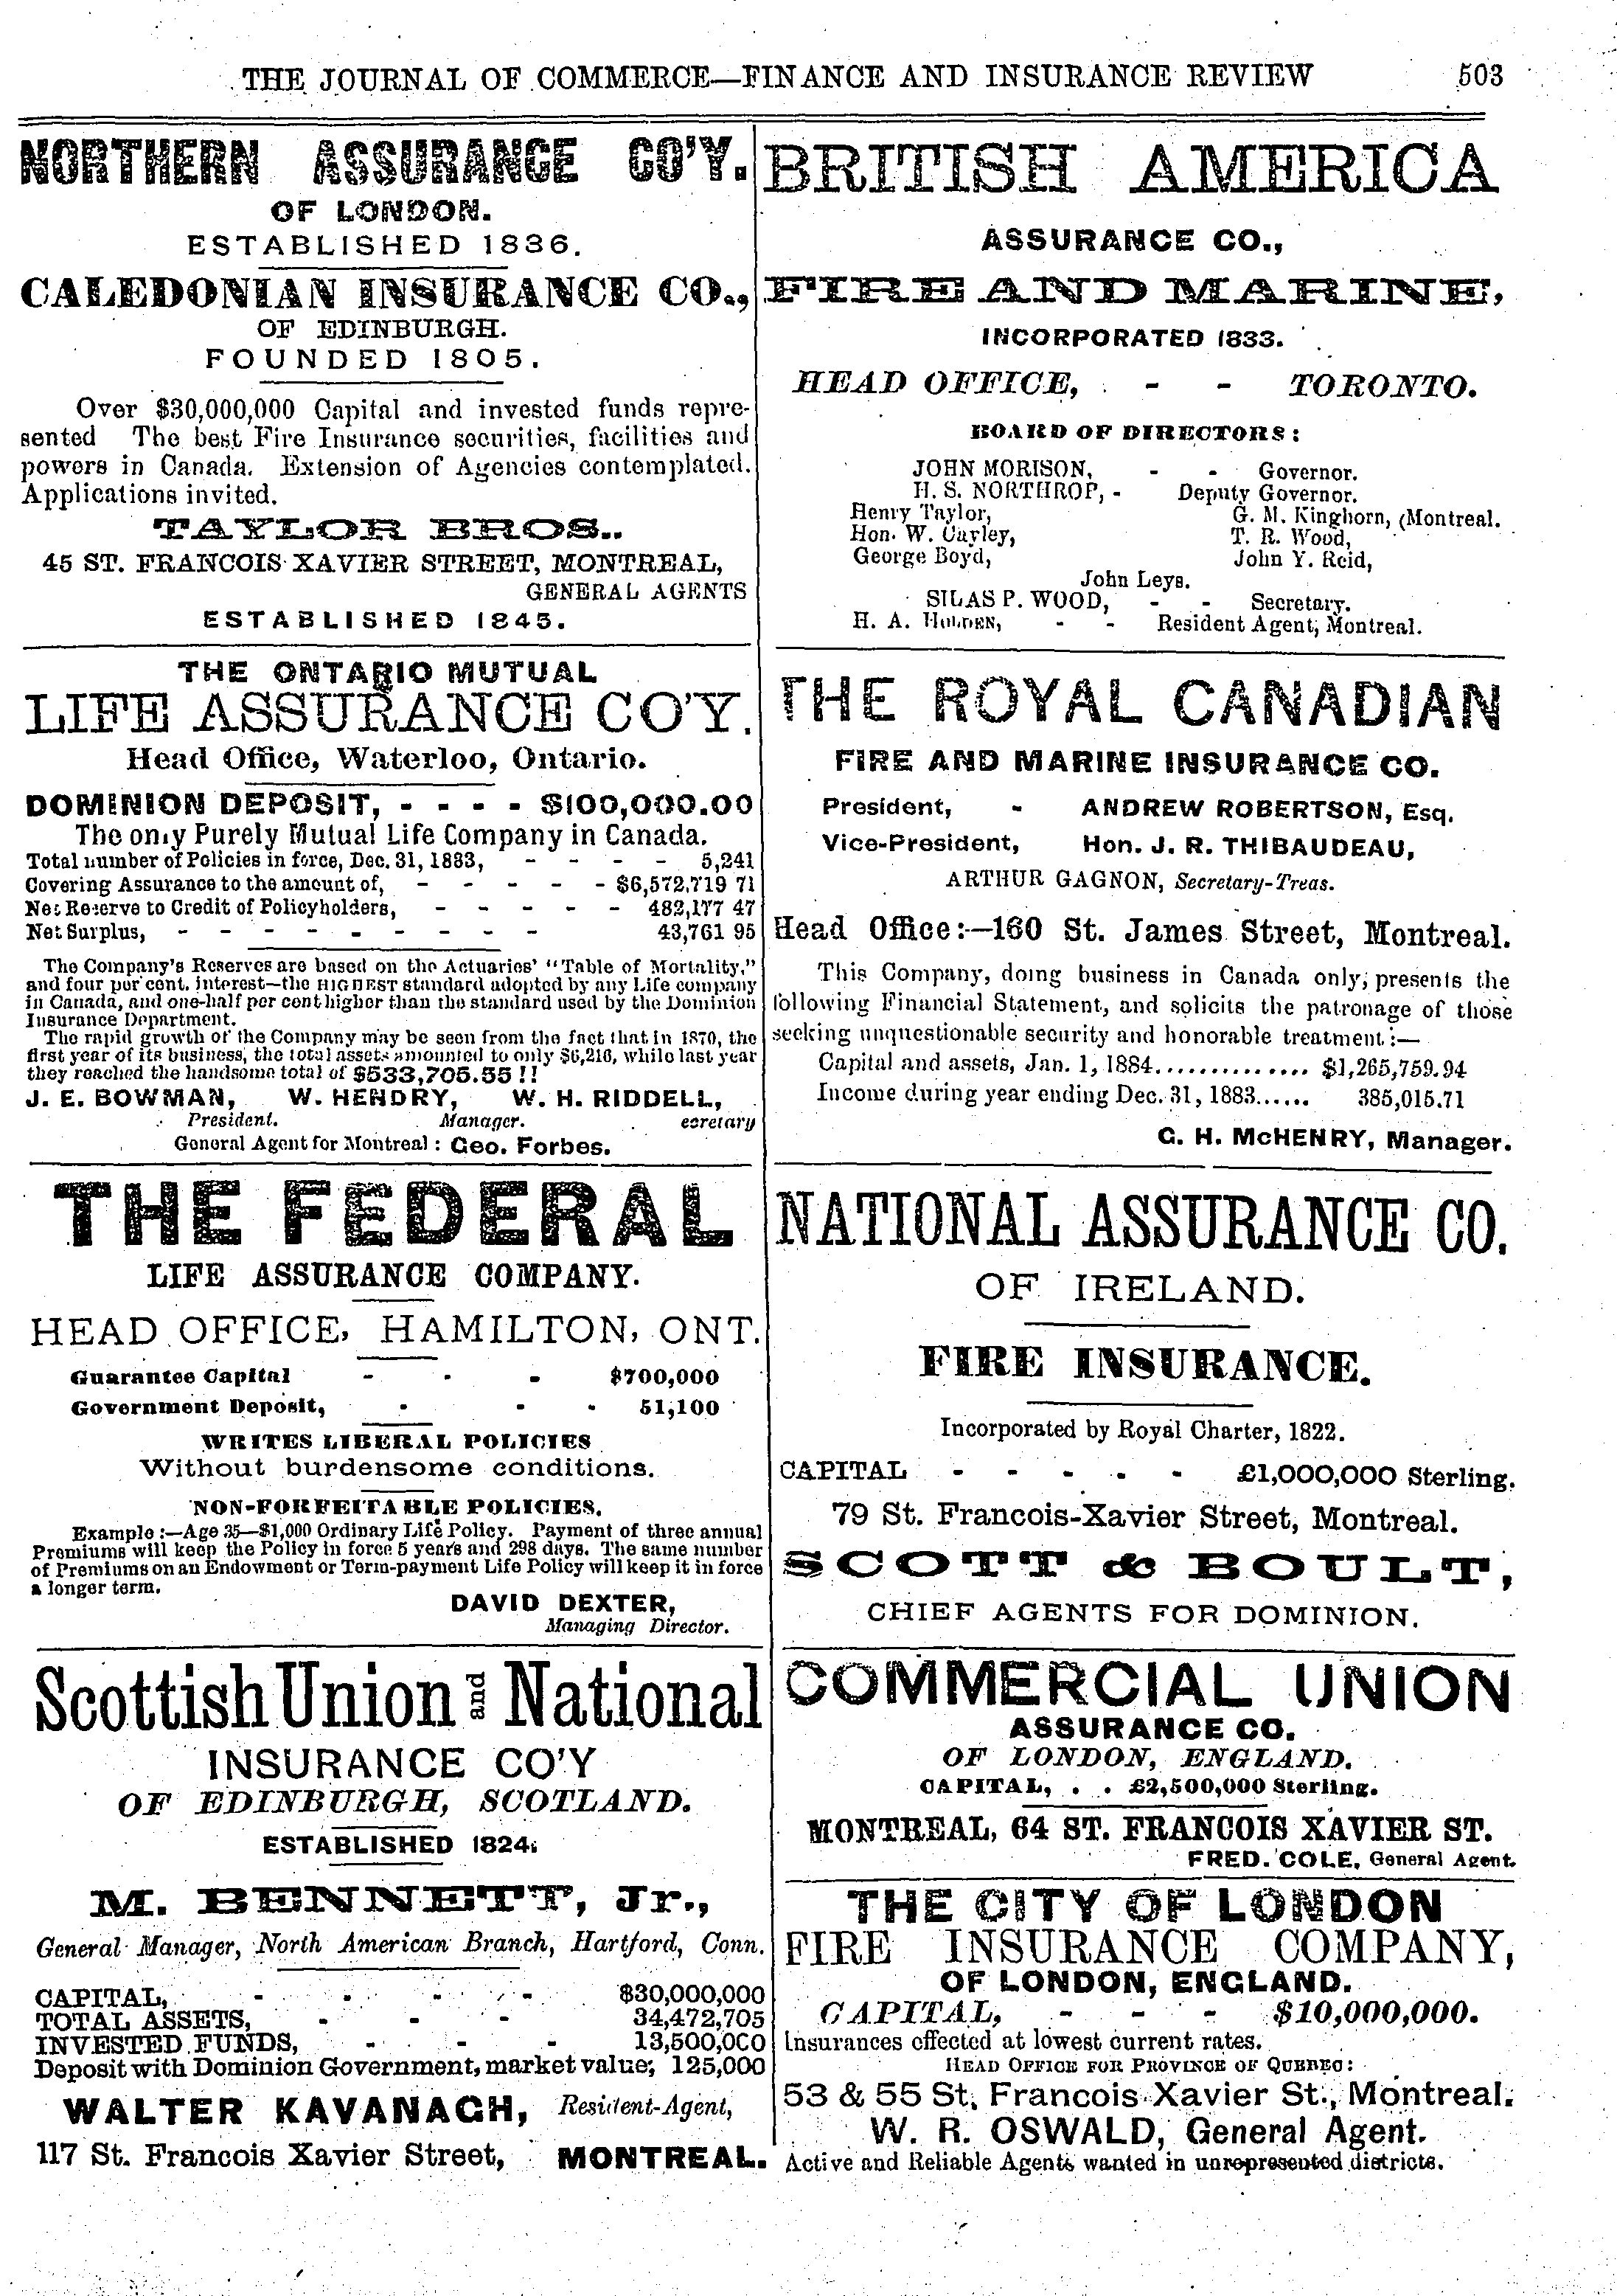 THE JOURNAL OF COMMERCE—FINANCE AND INSURANCE REVIEW 503
NORTHERN ASSURANCE CO'Y.
OF LONDON.
ESTABLISHED 1836.
CALEDONIAN INSURANCE CO.,
OF EDINBURGH.
FOUNDED 1805.
Over $30,000,000 Capital and invested funds repre-
sented The best Fire Insurance securities, facilities and
powers in Canada. Extension of Agencies contemplated.
Applications invited.
TAYLOR BROS..
45 ST. FRANCOIS XAVIER STREET, MONTREAL,
GENERAL AGENTS
ESTABLISHED 1845.
THE ONTARIO MUTUAL
LIFE ASSURANCE CO'Y.
Head Office, Waterloo, Ontario.
DOMINION DEPOSIT, - - - - $100,000.00
The only Purely Mutual Life Company in Canada.
Total number of Policies in force, Dec. 31, 1883, - - - - 5,241
Covering Assurance to the amount of, - - - - - $6,572,719 71
Net Reserve to Credit of Policyholders, - - - - - 482,177 47
Net Surplus, - - - - - - - - - 43,761 95
The Company's Reserves are based on the Actuaries' "Table of Mortality,"
and four per cent. interest—the HIGHEST standard adopted by any Life company
in Canada, and one-half per cent higher than the standard used by the Dominion
Insurance Department.
The rapid growth of the Company may be seen from the fact that in 1870, the
first year of its business, the total assets amounted to only $6,216, while last year
they reached the handsome total of $533,705.55!!
J. E. BOWMAN, W. HENDRY, W. H. RIDDELL,
President. Manager. ecretary
General Agent for Montreal: Geo. Forbes.
THE FEDERAL
LIFE ASSURANCE COMPANY.
HEAD OFFICE, HAMILTON, ONT.
Guarantee Capital - - - $700,000
Government Deposit, - - - 51,100
WRITES LIBERAL POLICIES
Without burdensome conditions.
NON-FORFEITABLE POLICIES.
Example:—Age 35—$1,000 Ordinary Life Policy. Payment of three annual
Premiums will keep the Policy in force 5 years and 298 days. The same number
of Premiums on an Endowment or Term-payment Life Policy will keep it in force
a longer term.
DAVID DEXTER,
Managing Director.
Scottish Union and National
INSURANCE CO'Y
OF EDINBURGH, SCOTLAND.
ESTABLISHED 1824.
M. BENNETT, Jr.,
General Manager, North American Branch, Hartford, Conn.
CAPITAL, - - - - $30,000,000
TOTAL ASSETS, - - - 34,472,705
INVESTED FUNDS, - - - 13,500,000
Deposit with Dominion Government, market value, 125,000
WALTER KAVANAGH, Resident-Agent,
117 St. Francois Xavier Street, MONTREAL.
BRITISH AMERICA
ASSURANCE CO.,
FIRE AND MARINE,
INCORPORATED 1833.
HEAD OFFICE, - - TORONTO.
BOARD OF DIRECTORS:
JOHN MORISON, - - Governor.
H. S. NORTHROP, - Deputy Governor.
Henry Taylor, G. M. Kinghorn, (Montreal.
Hon. W. Cayley, T. R. Wood,
George Boyd, John Y. Reid,
John Leys.
SILAS P. WOOD, - - Secretary.
H. A. HOLDEN, - - Resident Agent, Montreal.
THE ROYAL CANADIAN
FIRE AND MARINE INSURANCE CO.
President, - ANDREW ROBERTSON, Esq.
Vice-President, Hon. J. R. THIBAUDEAU,
ARTHUR GAGNON, Secretary-Treas.
Head Office:—160 St. James Street, Montreal.
This Company, doing business in Canada only, presents the
following Financial Statement, and solicits the patronage of those
seeking unquestionable security and honorable treatment:—
Capital and assets, Jan. 1, 1884.............. $1,265,759.94
Income during year ending Dec. 31, 1883...... 385,015.71
G. H. McHENRY, Manager.
NATIONAL ASSURANCE CO.
OF IRELAND.
FIRE INSURANCE.
Incorporated by Royal Charter, 1822.
CAPITAL - - - - - £1,000,000 Sterling.
79 St. Francois-Xavier Street, Montreal.
SCOTT & BOULT,
CHIEF AGENTS FOR DOMINION.
COMMERCIAL UNION
ASSURANCE CO.
OF LONDON, ENGLAND.
CAPITAL, . . £2,500,000 Sterling.
MONTREAL, 64 ST. FRANCOIS XAVIER ST.
FRED. COLE, General Agent.
THE CITY OF LONDON
FIRE INSURANCE COMPANY,
OF LONDON, ENGLAND.
CAPITAL, - - - $10,000,000.
Insurances effected at lowest current rates.
HEAD OFFICE FOR PROVINCE OF QUEBEC:
53 & 55 St. Francois Xavier St., Montreal.
W. R. OSWALD, General Agent.
Active and Reliable Agents wanted in unrepresented districts.